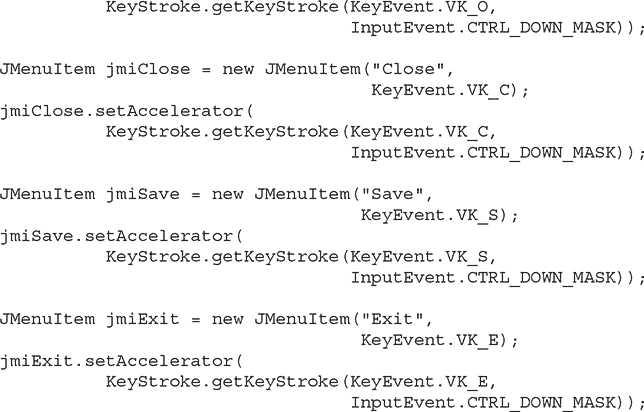 KeyStroke.getKeyStroke(KeyEvent.VK_O,
InputEvent.CTRL_DOWN_MASK));
JMenuItem jmiClose = new JMenuItem("Close",
KeyEvent.VK_C);
jmiClose.setAccelerator(
KeyStroke.getKeyStroke(KeyEvent.VK_C,
InputEvent.CTRL_DOWN_MASK));
JMenuItem jmiSave = new JMenuItem("Save",
KeyEvent.VK_S);
jmiSave.setAccelerator(
KeyStroke.getKeyStroke(KeyEvent.VK_S,
InputEvent.CTRL_DOWN_MASK));
JMenuItem jmiExit = new JMenuItem("Exit",
KeyEvent.VK_E);
jmiExit.setAccelerator(
KeyStroke.getKeyStroke(KeyEvent.VK_E,
InputEvent.CTRL_DOWN_MASK));